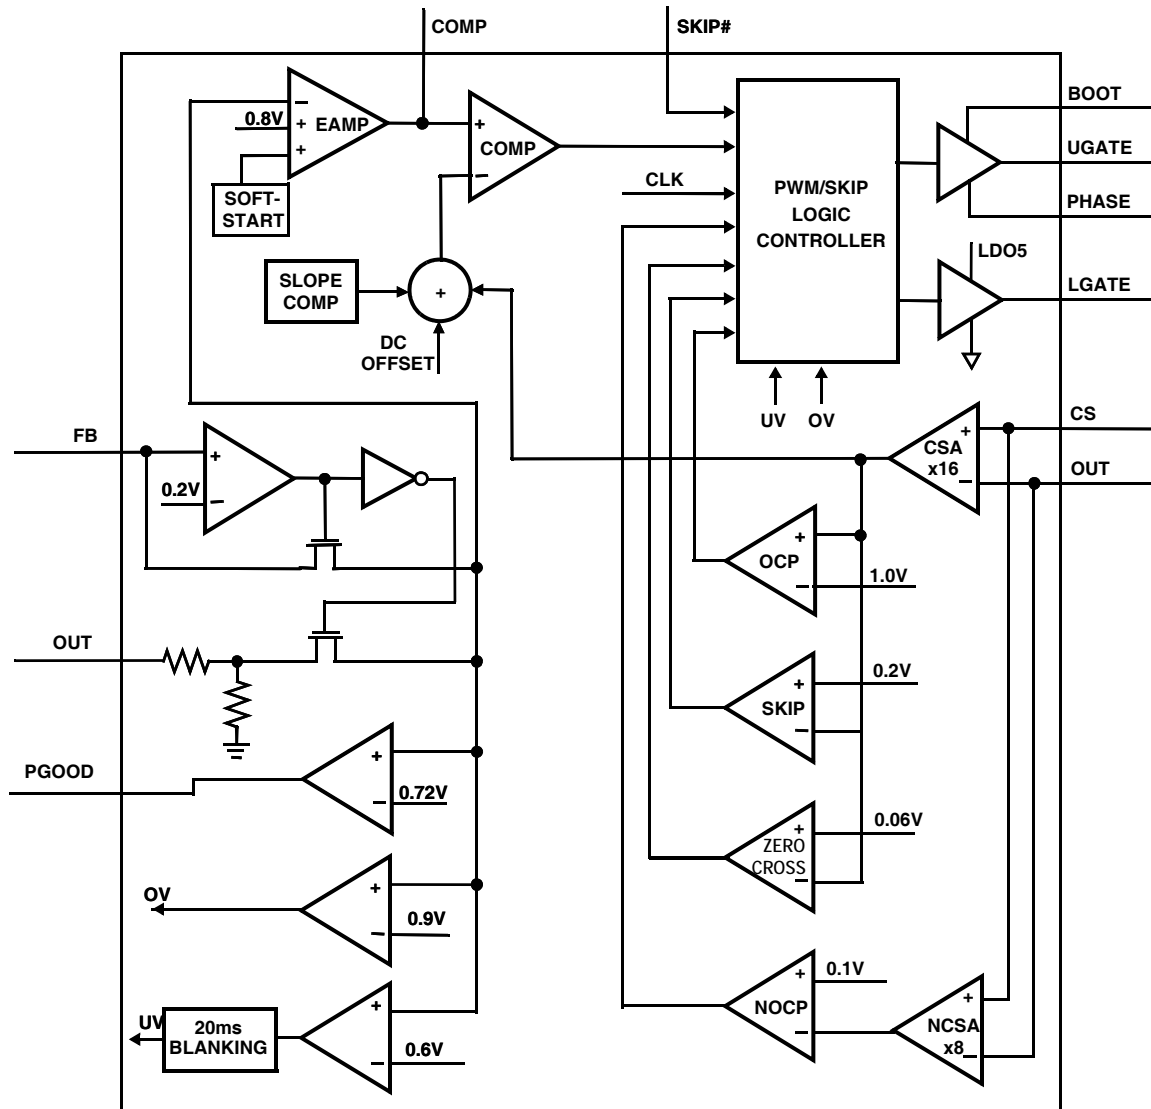 COMP
SKIP#
BOOT
UGATE
PHASE
LDO5
LGATE
−
0.8V
+
EAMP
+
SOFT-
START
+
COMP
−
CLK
PWM/SKIP
LOGIC
CONTROLLER
SLOPE
COMP
+
DC
OFFSET
UV
OV
FB
+
0.2V
−
CS
+
CSA
x16
−
OUT
+
OCP
−
1.0V
OUT
+
0.2V
SKIP
−
PGOOD
+
−
0.72V
+
0.06V
ZERO
CROSS
−
OV
+
−
0.9V
+
0.1V
NOCP
−
+
NCSA
x8
−
UV
20ms
BLANKING
+
−
0.6V